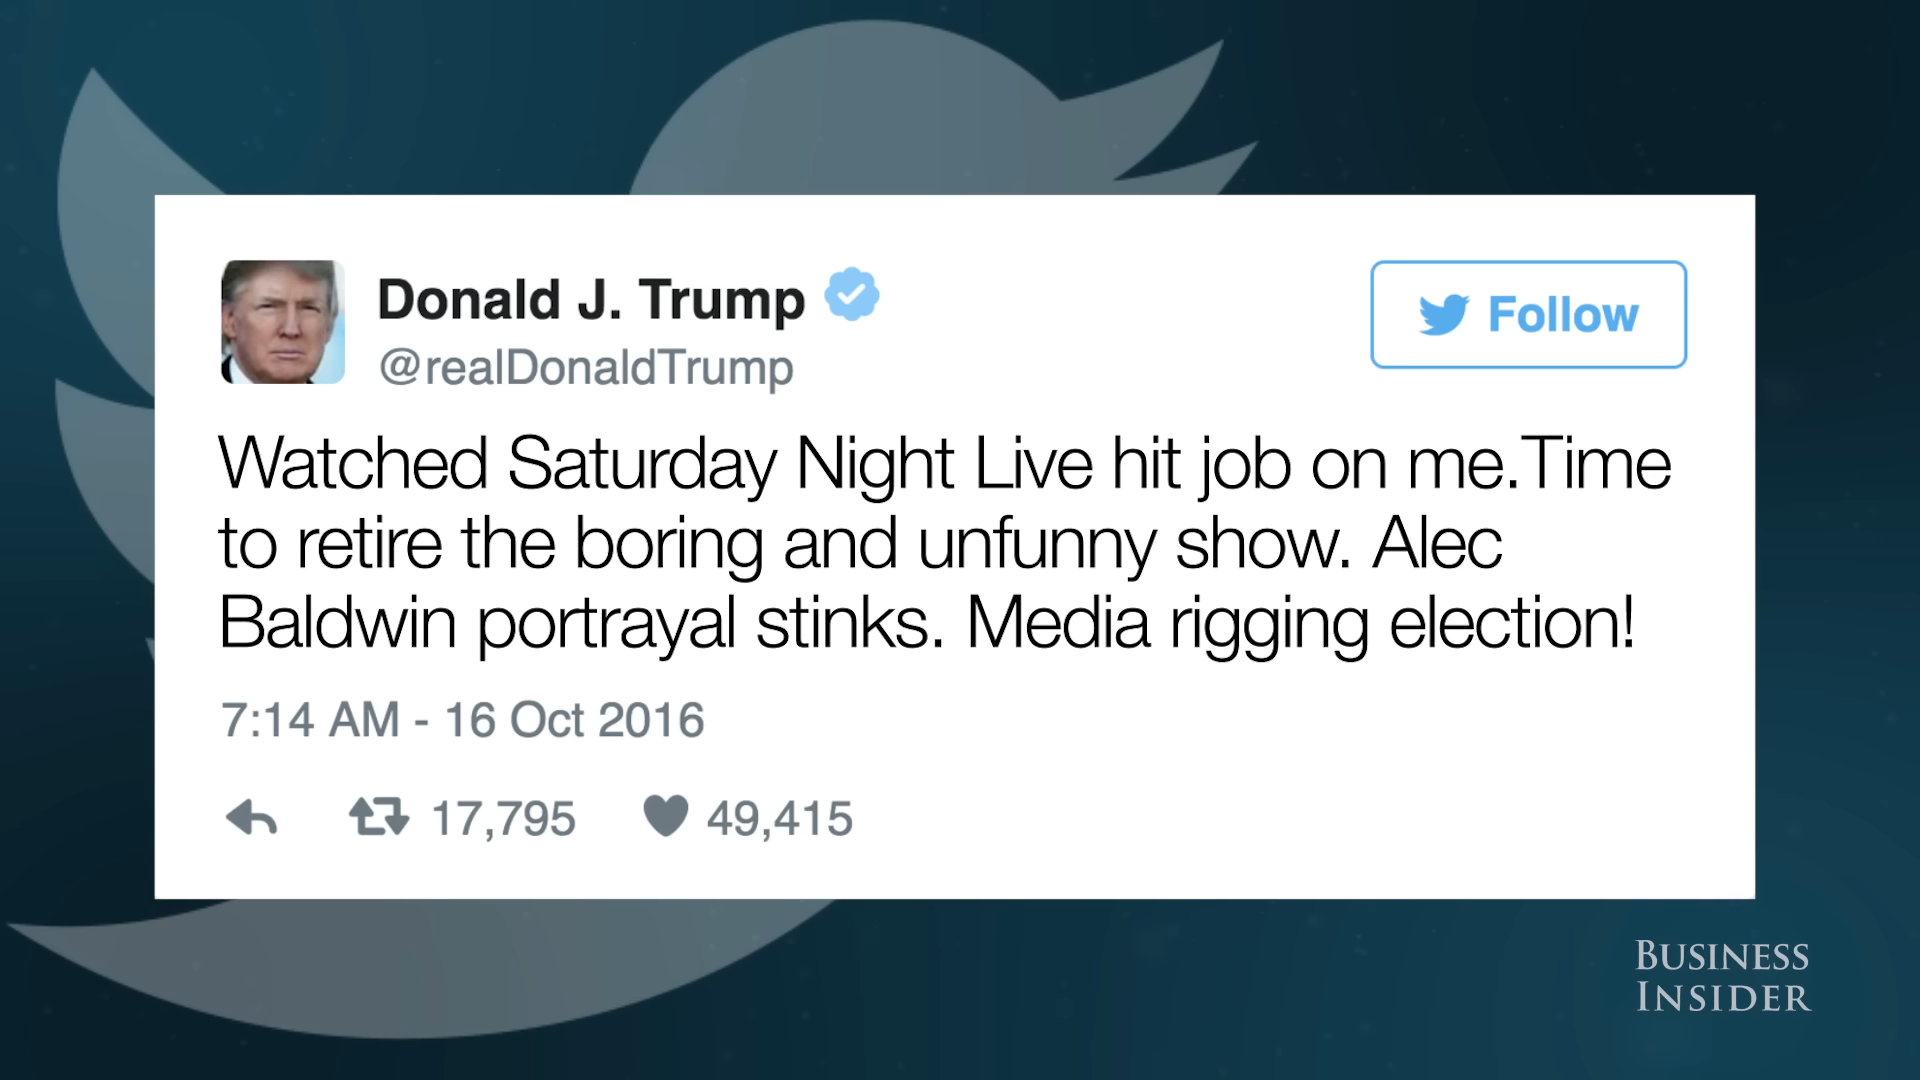 Donald J. Trump
@realDonaldTrump
Follow
Watched Saturday Night Live hit job on me.Time
to retire the boring and unfunny show. Alec
Baldwin portrayal stinks. Media rigging election!
7:14 AM - 16 Oct 2016
17,795 49,415
BUSINESS
INSIDER